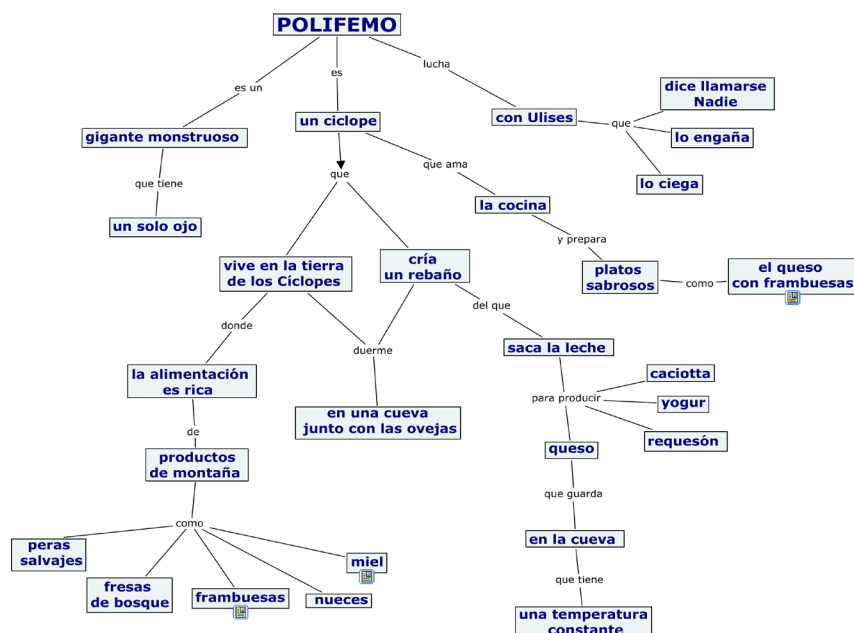 POLIFEMO
es un
es
lucha
gigante monstruoso
un ciclope
con Ulises
que
dice llamarse
Nadie
lo engaña
lo ciega
que tiene
un solo ojo
que
que ama
la cocina
y prepara
platos
sabrosos
como
el queso
con frambuesas
vive en la tierra
de los Cíclopes
cría
un rebaño
donde
duerme
del que
la alimentación
es rica
en una cueva
junto con las ovejas
saca la leche
para producir
caciotta
yogur
requesón
queso
de
productos
de montaña
como
peras
salvajes
fresas
de bosque
frambuesas
nueces
miel
que guarda
en la cueva
que tiene
una temperatura
constante